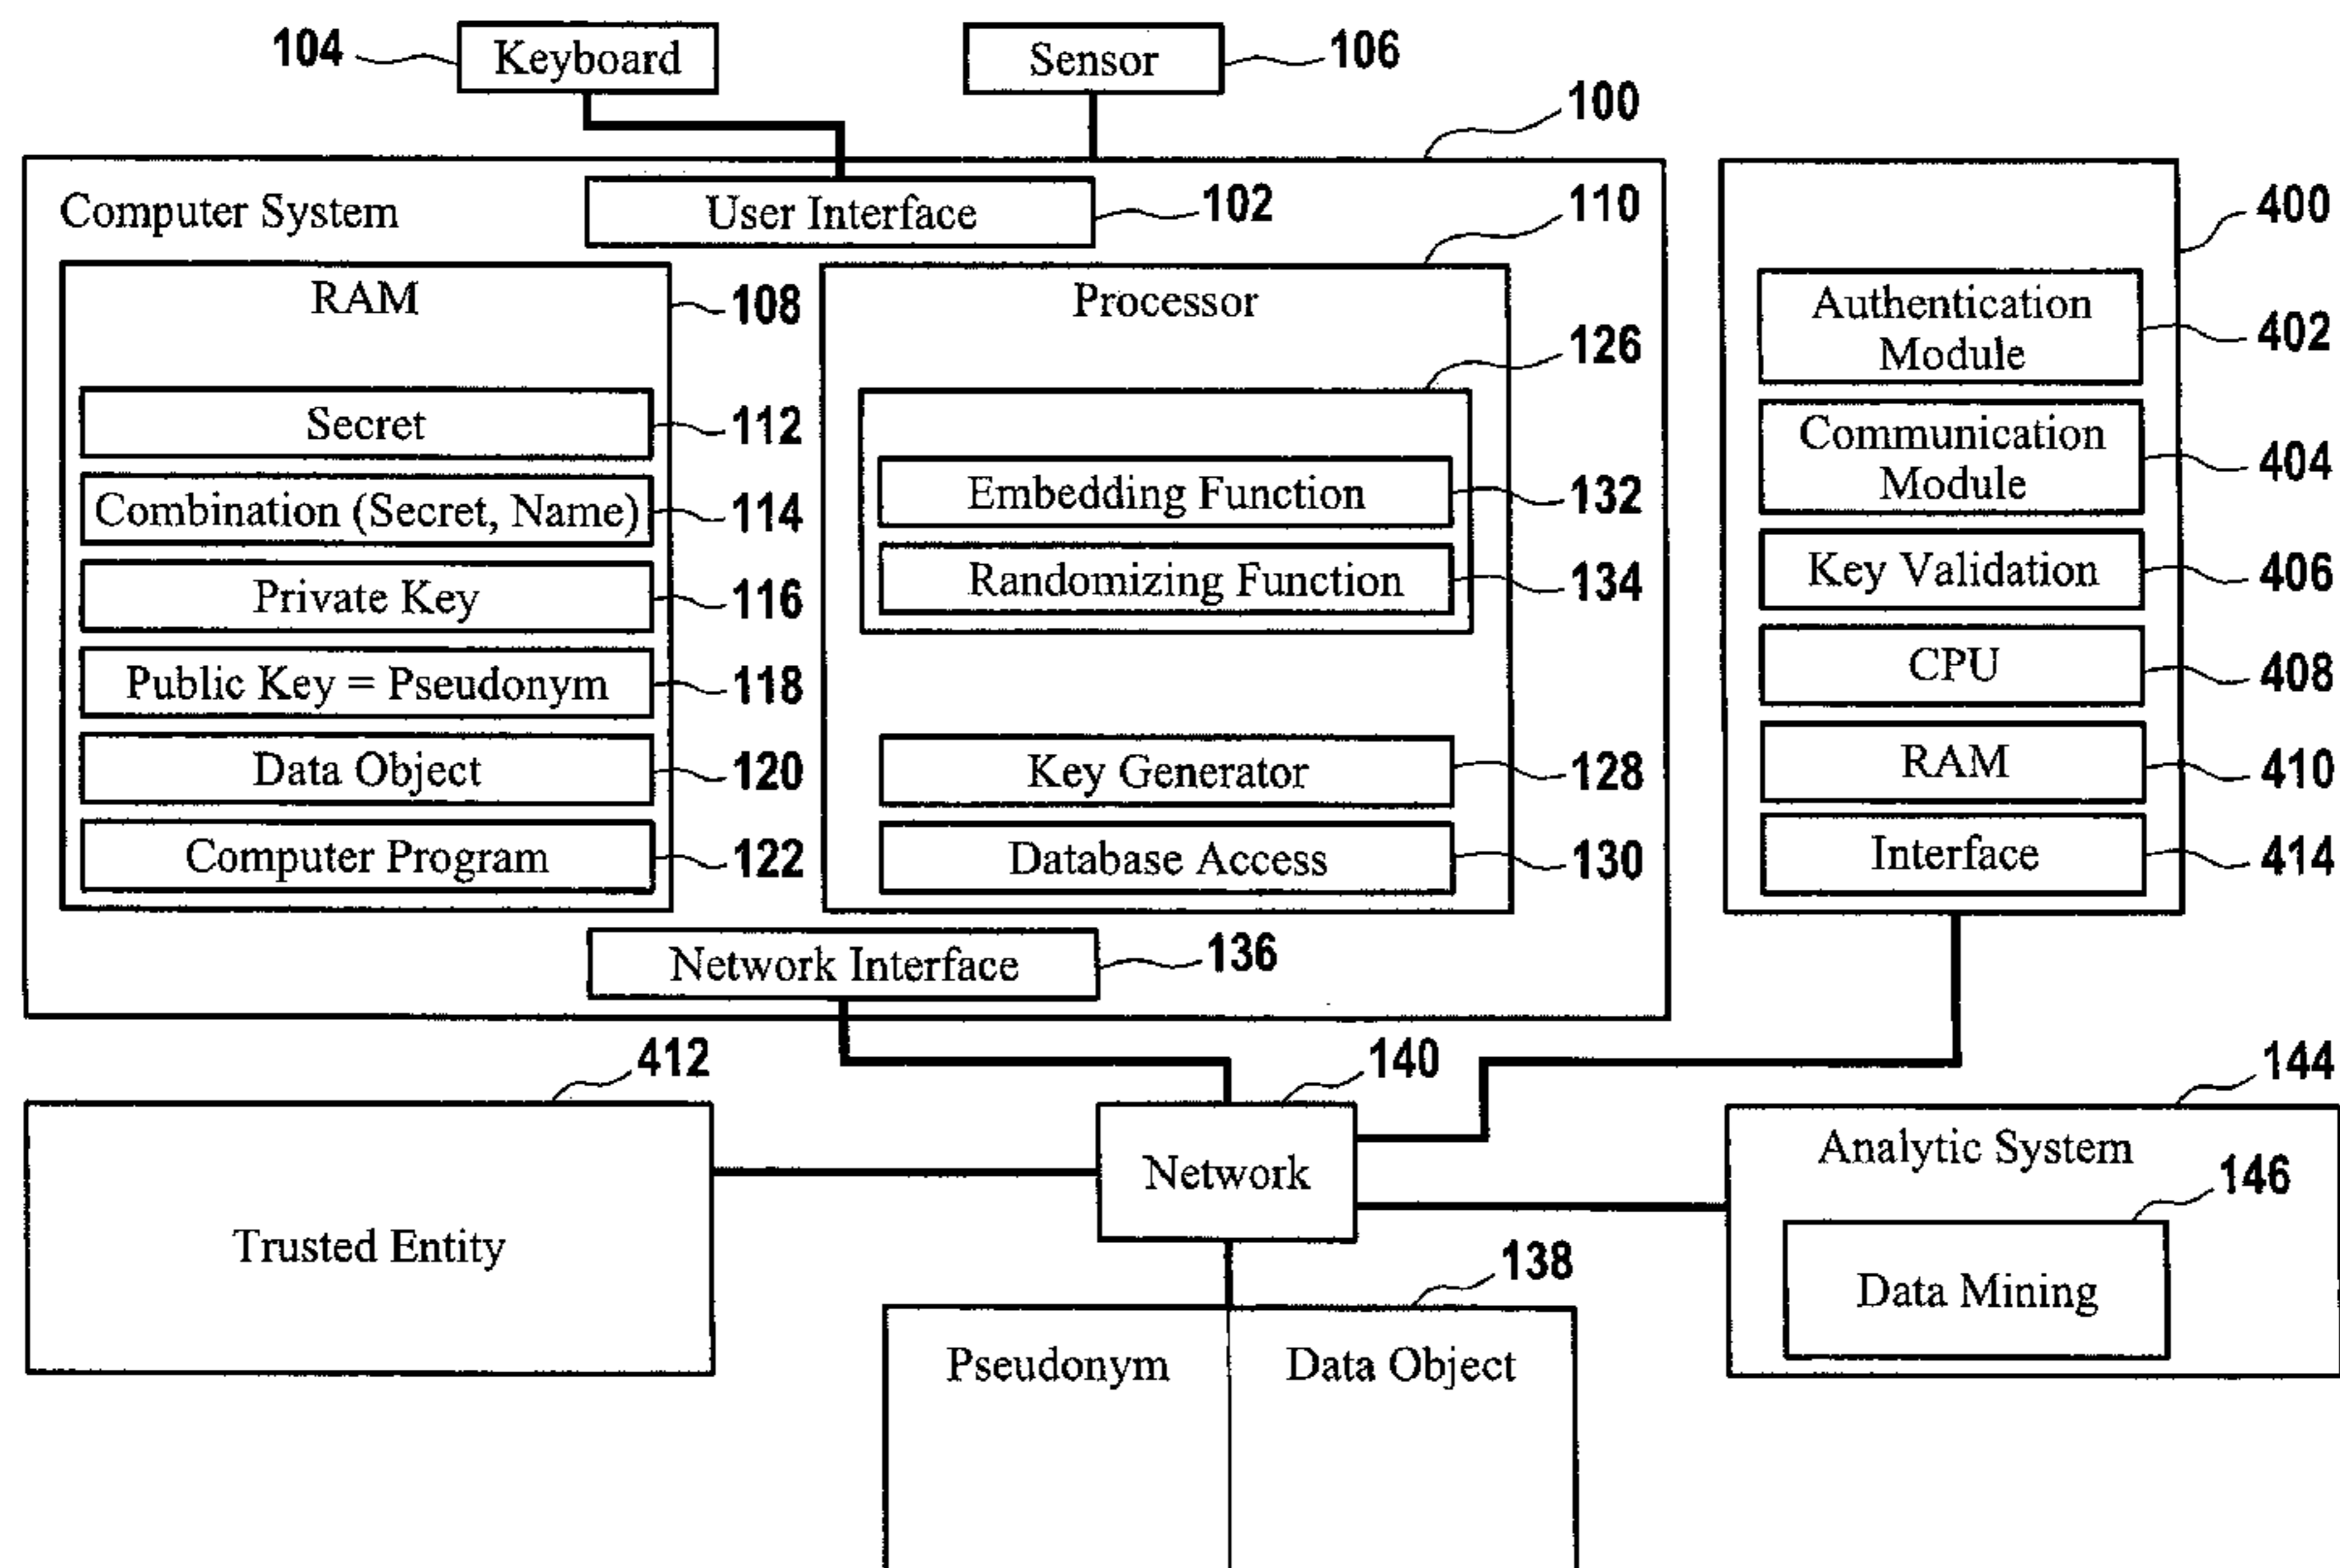 104 Keyboard
Sensor 106
100
Computer System
User Interface 102
110
400
RAM
108
Processor
126
Secret 112
Combination (Secret, Name) 114
Private Key 116
Public Key = Pseudonym 118
Data Object 120
Computer Program 122
Embedding Function 132
Randomizing Function 134
Key Generator 128
Database Access 130
Authentication
Module
402
Communication
Module
404
Key Validation 406
CPU 408
RAM 410
Interface 414
Network Interface 136
412
Trusted Entity
140
Network
144
Analytic System
146
Data Mining
138
Pseudonym
Data Object